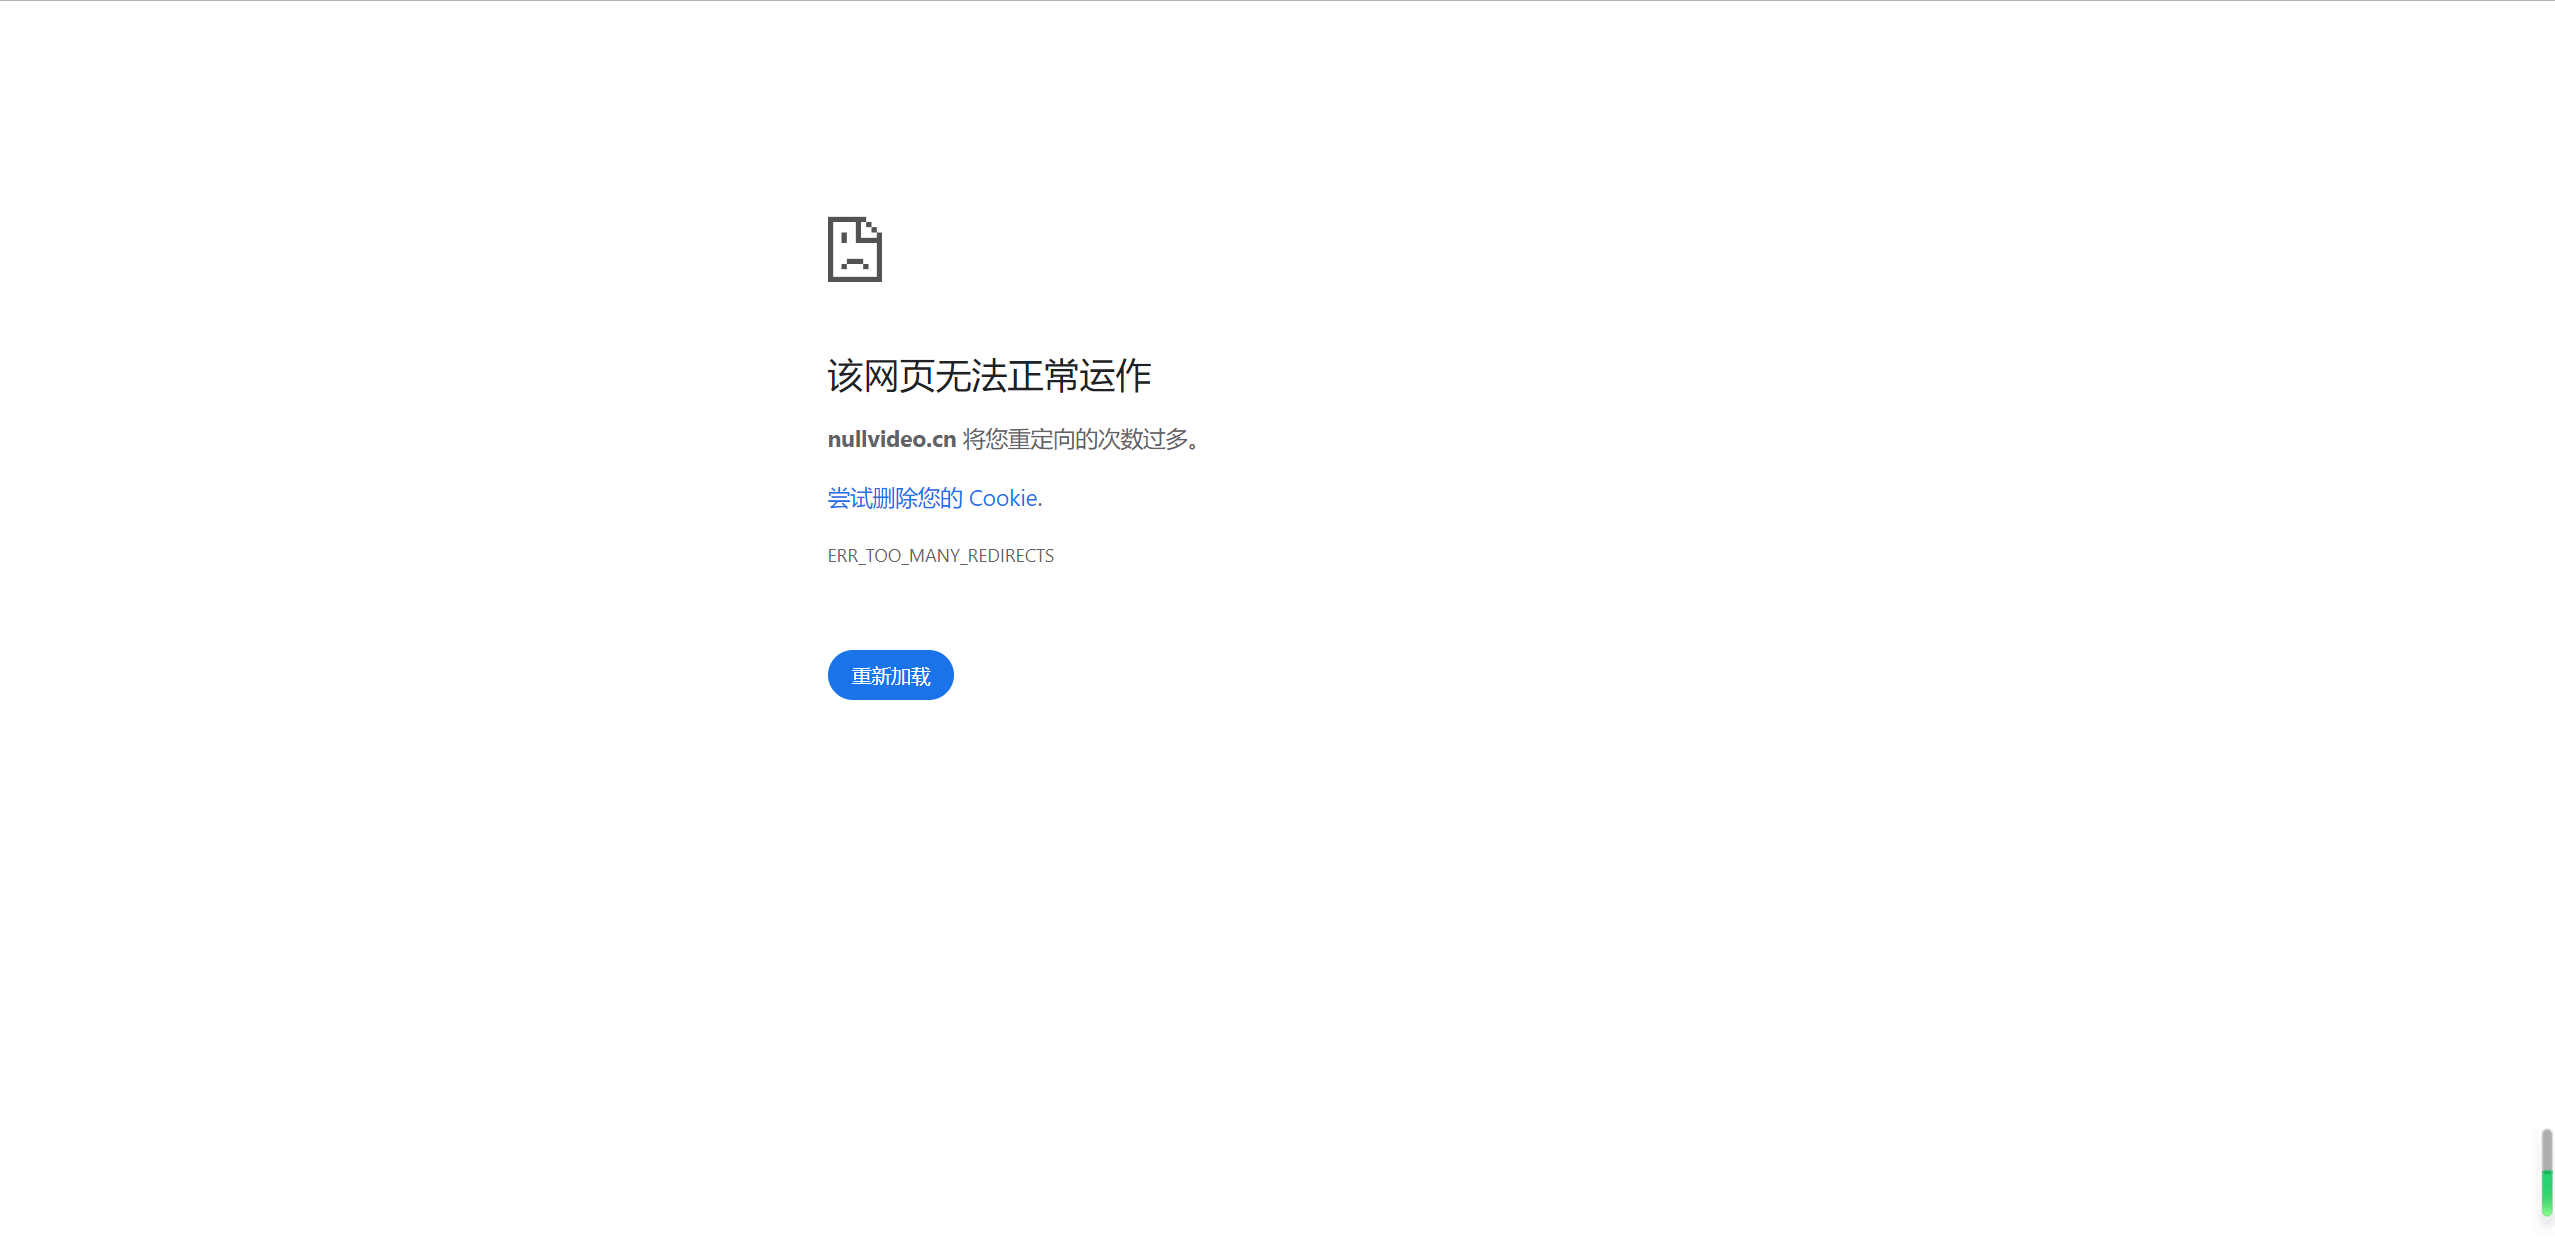 该网页无法正常运作
nullvideo.cn 将您重定向的次数过多。
尝试删除您的 Cookie.
ERR_TOO_MANY_REDIRECTS
重新加载